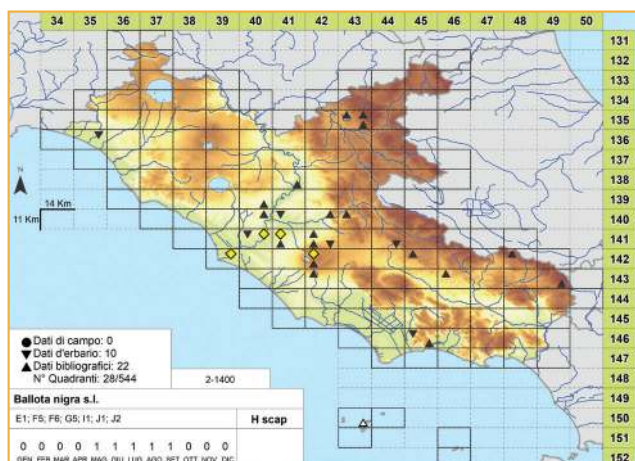 34 35 36 37 38 39 40 41 42 43 44 45 46 47 48 49 50
131
132
133
134
135
136
137
138
139
140
141
142
143
144
145
146
147
148
149
150
151
152
N
14 Km
11 Km
Dati di campo: 0
Dati d'erbario: 10
Dati bibliografici: 22
N° Quadranti: 28/544
2-1400
Ballota nigra s.l.
E1; F5; F6; G5; I1; J1; J2
H scap
0 0 0 0 1 1 1 1 1 0 0 0
GEN FEB MAR APR MAG GIU LUG AGO SET OTT NOV DIC